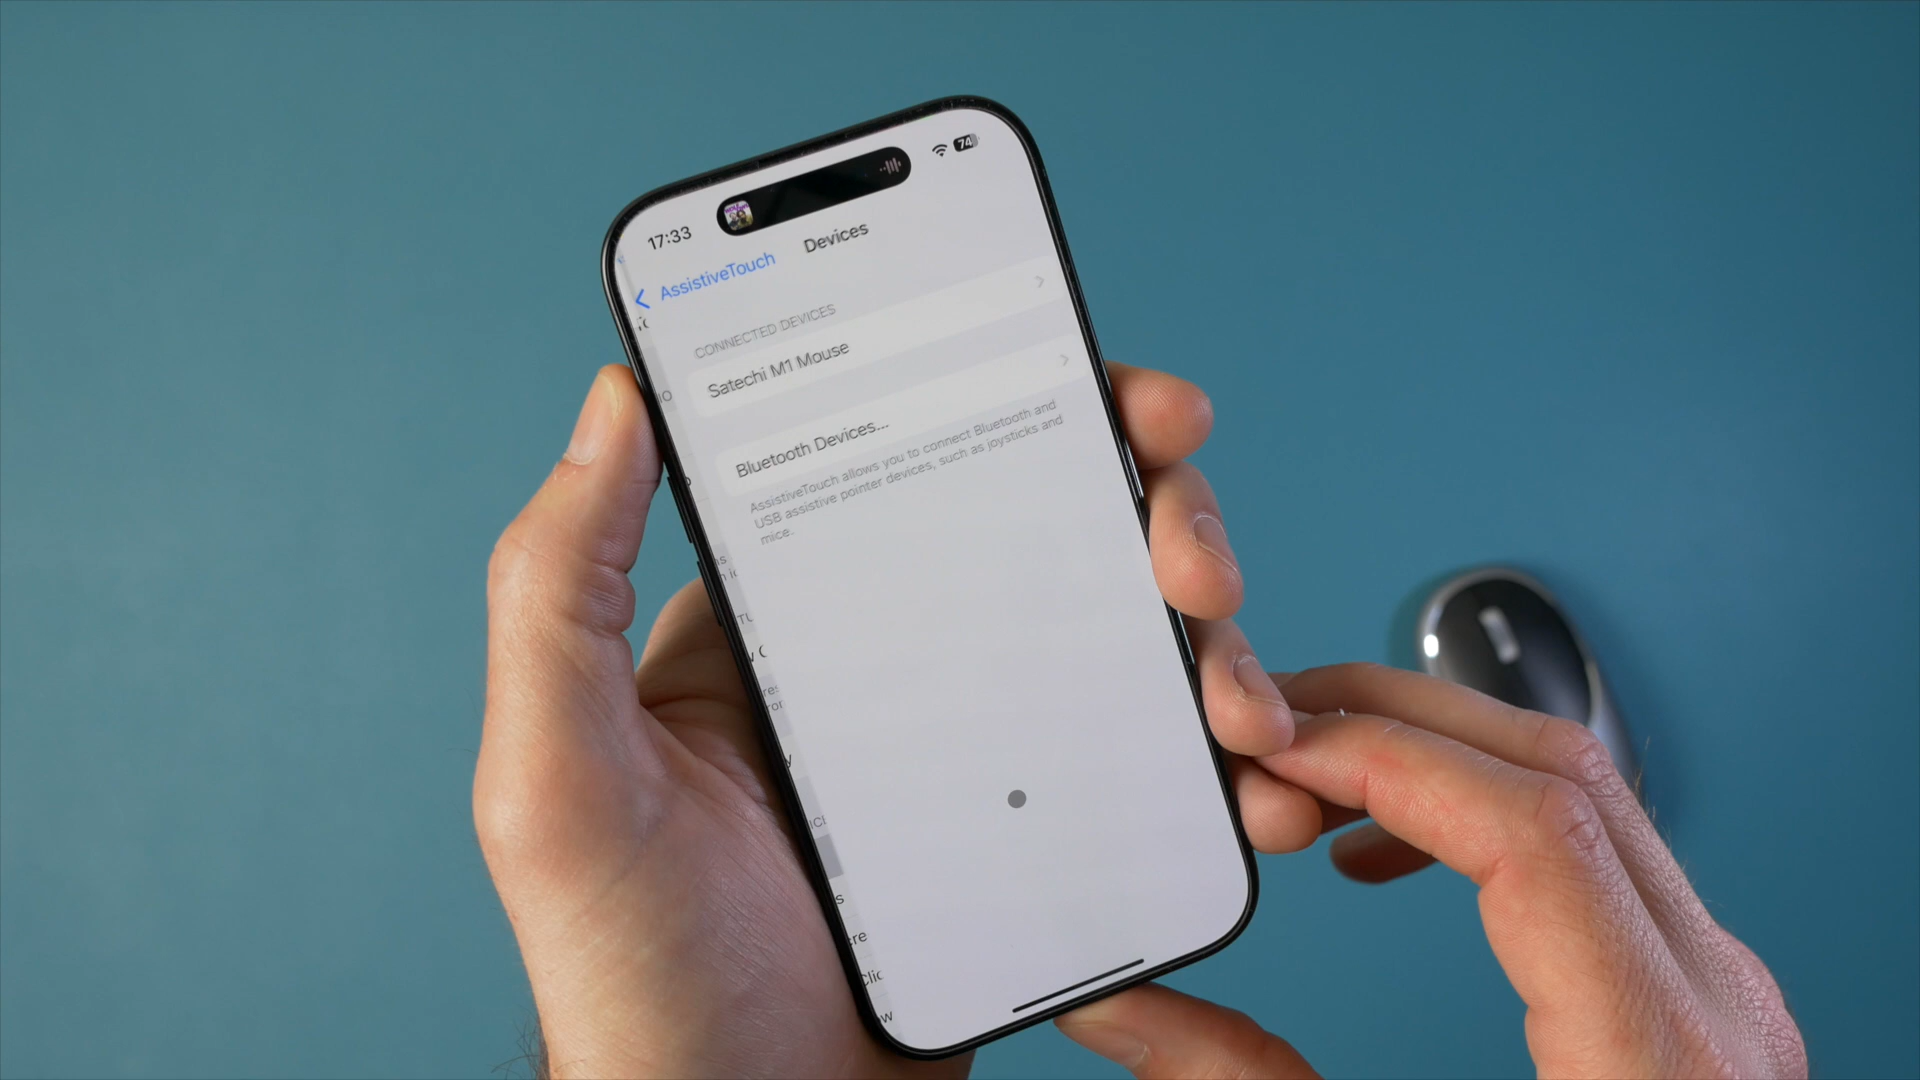 17:33
74
AssistiveTouch
Devices
CONNECTED DEVICES
Satechi M1 Mouse
Bluetooth Devices...
AssistiveTouch allows you to connect Bluetooth and
USB assistive pointer devices, such as joysticks and
mice.